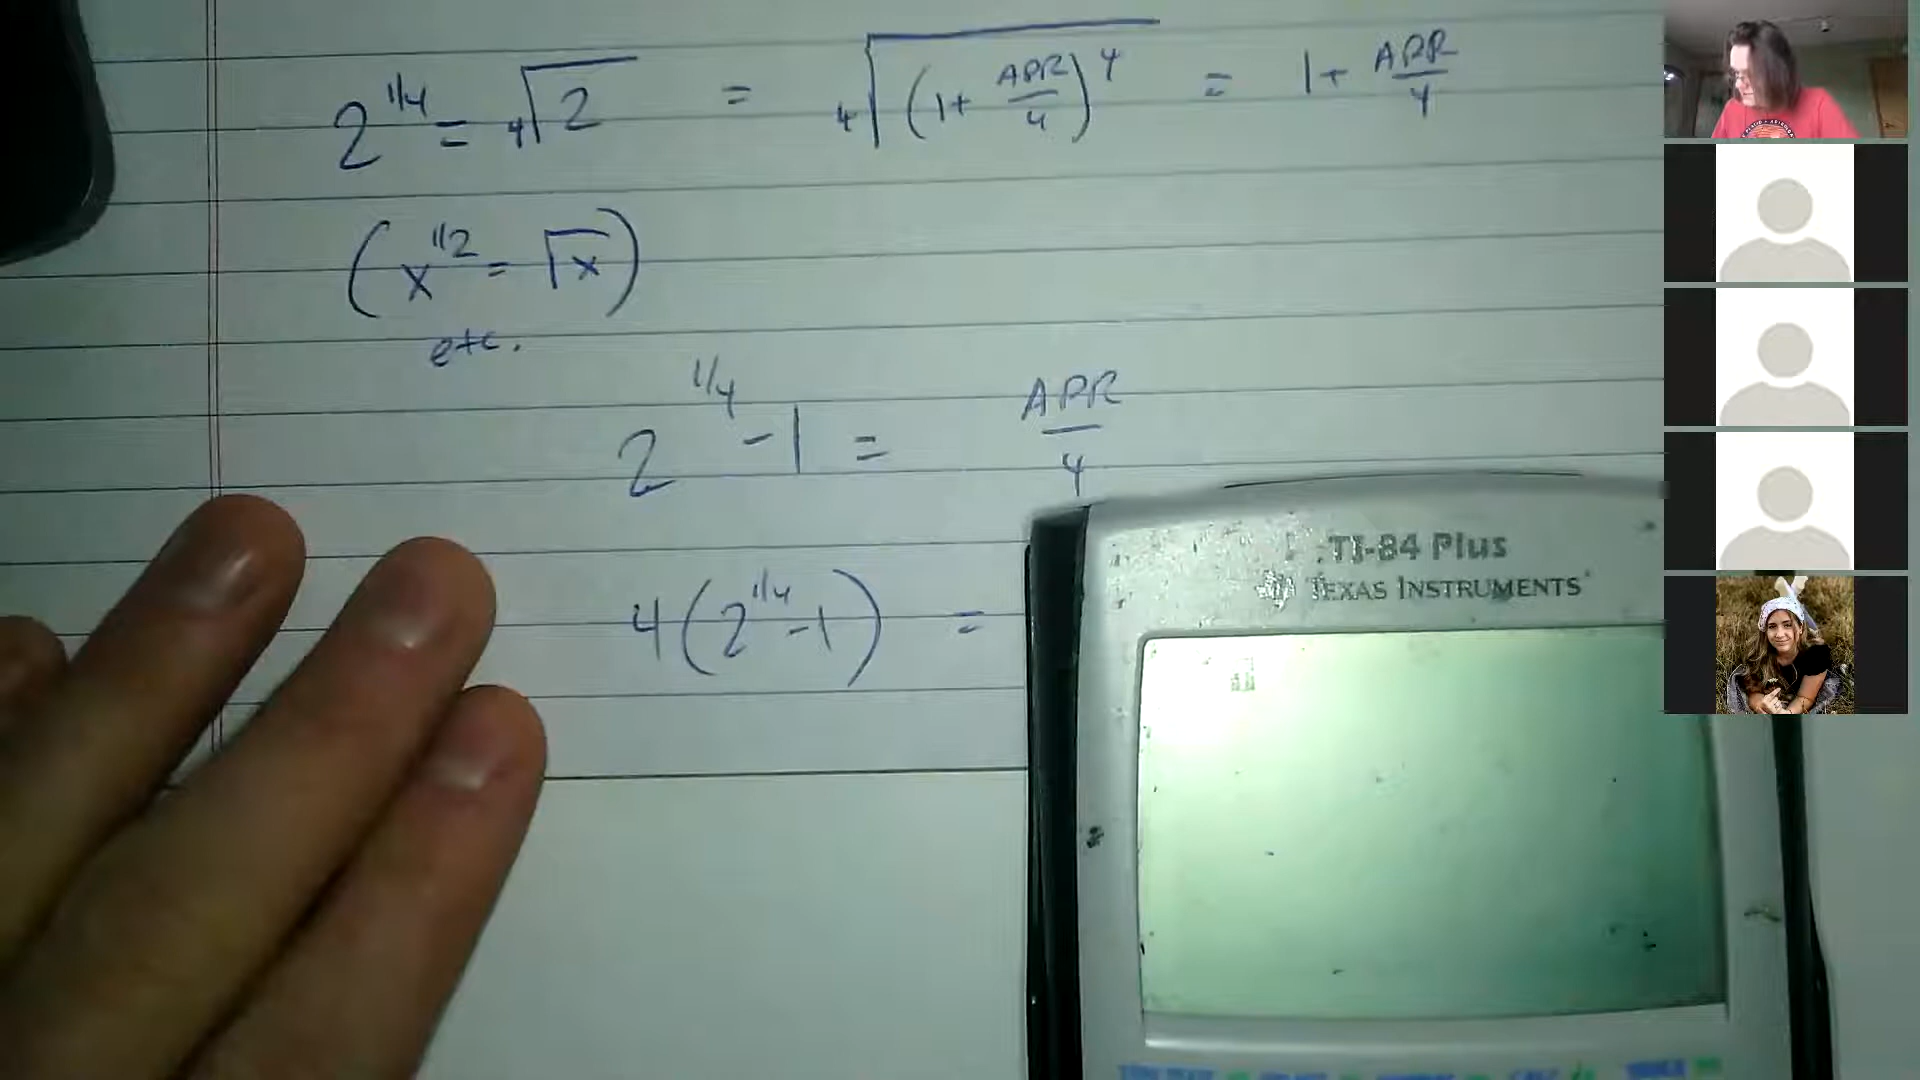 2^{1/4} = ⁴√2 = ⁴√(1 + APR/4)^4 = 1 + APR/4
(x^{1/2} = √x)
etc.
2^{1/4} - 1 = APR/4
4(2^{1/4} - 1) =
TI-84 Plus
TEXAS INSTRUMENTS